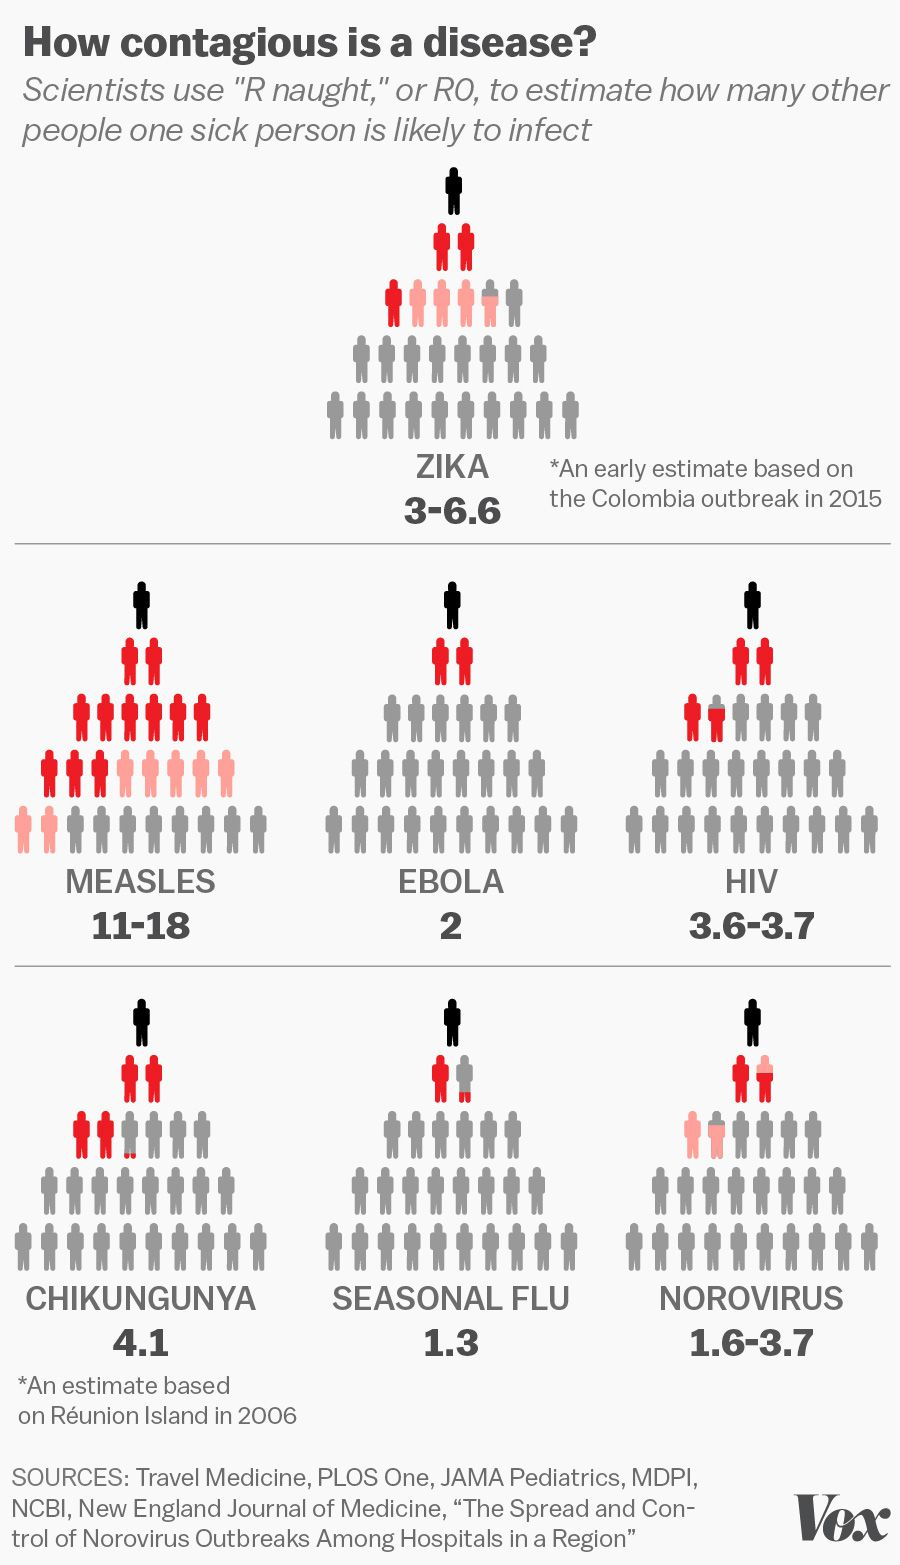 How contagious is a disease?
Scientists use "R naught," or R0, to estimate how many other
people one sick person is likely to infect
ZIKA
3-6.6
*An early estimate based on
the Colombia outbreak in 2015
MEASLES
11-18
EBOLA
2
HIV
3.6-3.7
CHIKUNGUNYA
4.1
*An estimate based
on Réunion Island in 2006
SEASONAL FLU
1.3
NOROVIRUS
1.6-3.7
SOURCES: Travel Medicine, PLOS One, JAMA Pediatrics, MDPI,
NCBI, New England Journal of Medicine, “The Spread and Con-
trol of Norovirus Outbreaks Among Hospitals in a Region”
Vox